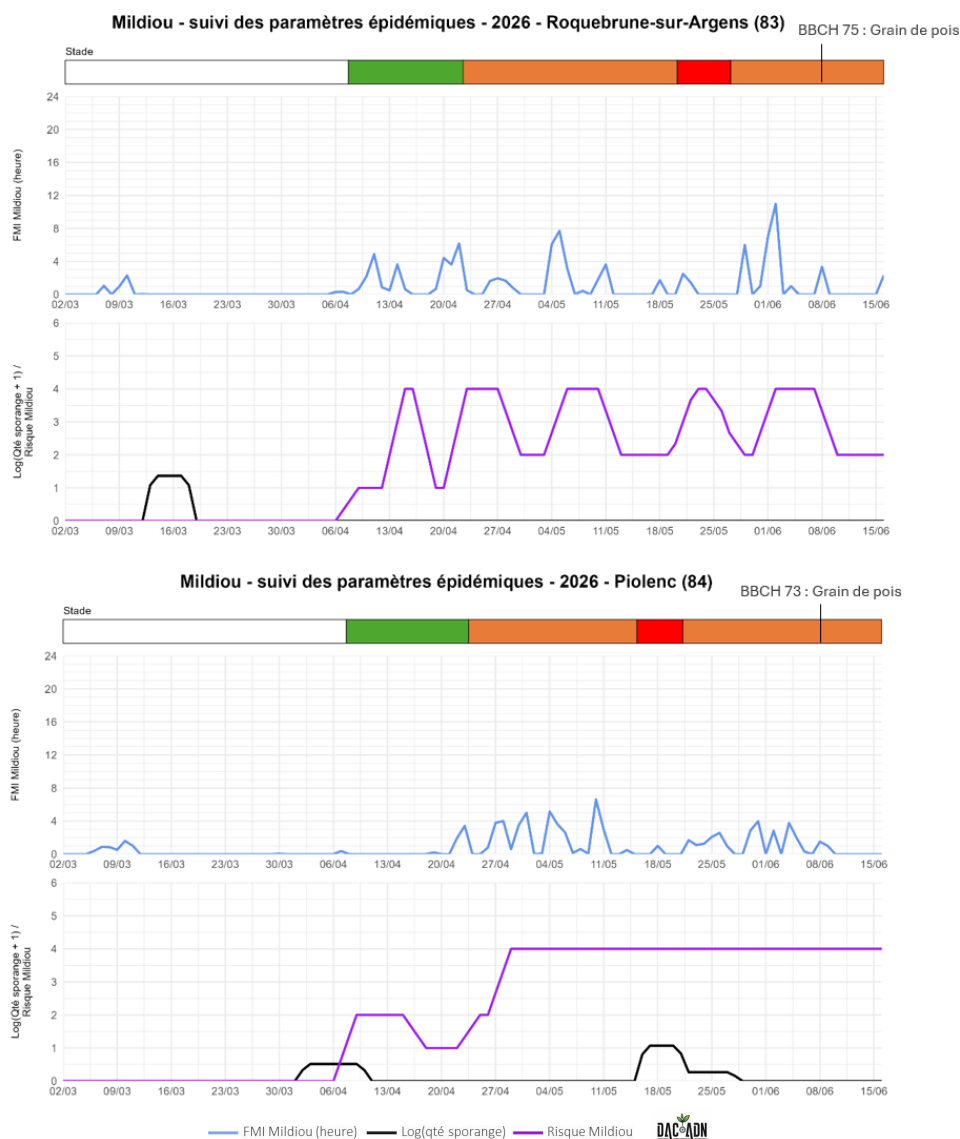 Mildiou - suivi des paramètres épidémiques - 2026 - Roquebrune-sur-Argens (83)
BBCH 75 : Grain de pois
Stade
FMI Mildiou (heure)
24
20
16
12
8
4
0
02/03 09/03 16/03 23/03 30/03 06/04 13/04 20/04 27/04 04/05 11/05 18/05 25/05 01/06 08/06 15/06
Log(Qté sporange + 1) /
Risque Mildiou
6
5
4
3
2
1
0
02/03 09/03 16/03 23/03 30/03 06/04 13/04 20/04 27/04 04/05 11/05 18/05 25/05 01/06 08/06 15/06
Mildiou - suivi des paramètres épidémiques - 2026 - Piolenc (84)
BBCH 73 : Grain de pois
Stade
FMI Mildiou (heure)
24
20
16
12
8
4
0
02/03 09/03 16/03 23/03 30/03 06/04 13/04 20/04 27/04 04/05 11/05 18/05 25/05 01/06 08/06 15/06
Log(Qté sporange + 1) /
Risque Mildiou
6
5
4
3
2
1
0
02/03 09/03 16/03 23/03 30/03 06/04 13/04 20/04 27/04 04/05 11/05 18/05 25/05 01/06 08/06 15/06
FMI Mildiou (heure) Log(qté sporange) Risque Mildiou
DAC ADN